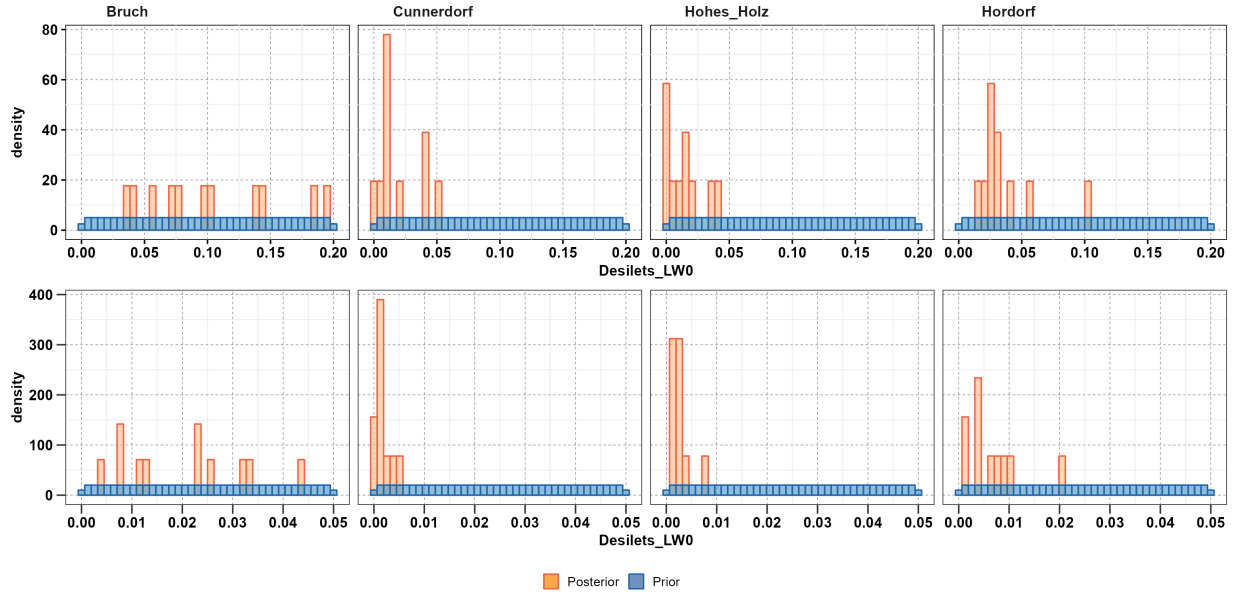 Bruch Cunnerdorf Hohes_Holz Hordorf
80
60
40
20
0
density
0.00 0.05 0.10 0.15 0.20 0.00 0.05 0.10 0.15 0.20 0.00 0.05 0.10 0.15 0.20 0.00 0.05 0.10 0.15 0.20
Desilets_LW0
400
300
200
100
0
density
0.00 0.01 0.02 0.03 0.04 0.05 0.00 0.01 0.02 0.03 0.04 0.05 0.00 0.01 0.02 0.03 0.04 0.05 0.00 0.01 0.02 0.03 0.04 0.05
Desilets_LW0
Posterior Prior